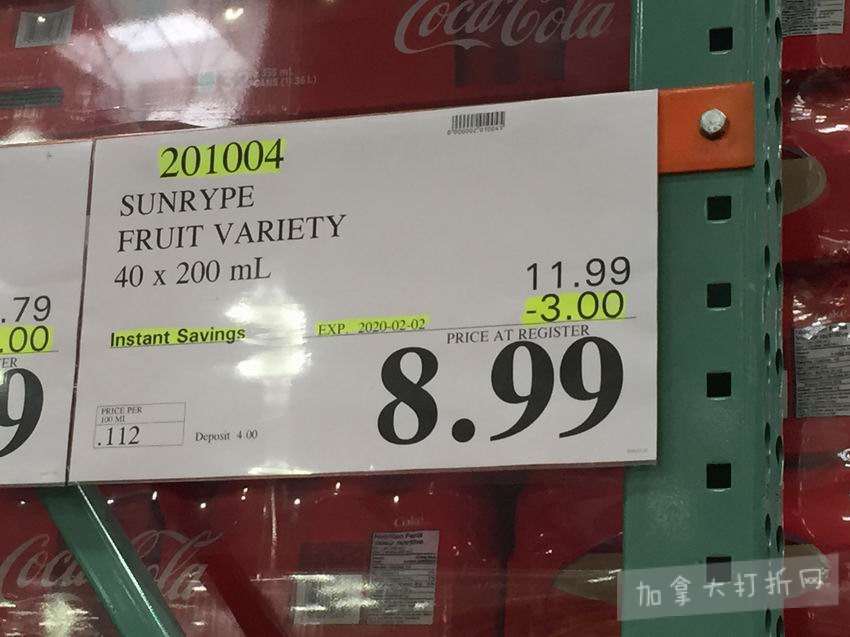 Coca-Cola
201004
SUNRYPE
FRUIT VARIETY
40 x 200 mL
11.99
-3.00
Instant Savings
EXP. 2020-02-02
PRICE AT REGISTER
8.99
PRICE PER
100 ML
.112
Deposit 4.00
.79
.00
TER
9
Coca-Cola
加拿大打折网